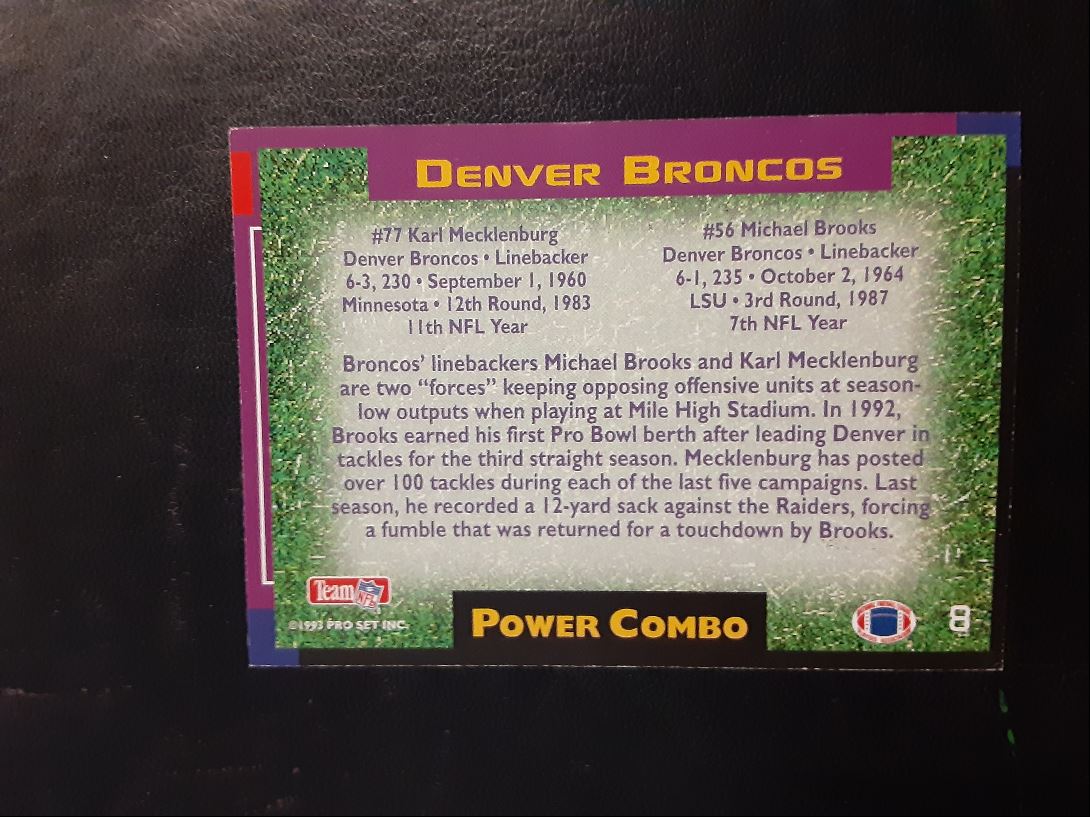 DENVER BRONCOS
#77 Karl Mecklenburg
Denver Broncos • Linebacker
6-3, 230 • September 1, 1960
Minnesota • 12th Round, 1983
11th NFL Year
#56 Michael Brooks
Denver Broncos • Linebacker
6-1, 235 • October 2, 1964
LSU • 3rd Round, 1987
7th NFL Year
Broncos' linebackers Michael Brooks and Karl Mecklenburg
are two “forces” keeping opposing offensive units at season-
low outputs when playing at Mile High Stadium. In 1992,
Brooks earned his first Pro Bowl berth after leading Denver in
tackles for the third straight season. Mecklenburg has posted
over 100 tackles during each of the last five campaigns. Last
season, he recorded a 12-yard sack against the Raiders, forcing
a fumble that was returned for a touchdown by Brooks.
Team NFL
©1993 PRO SET INC.
POWER COMBO
8